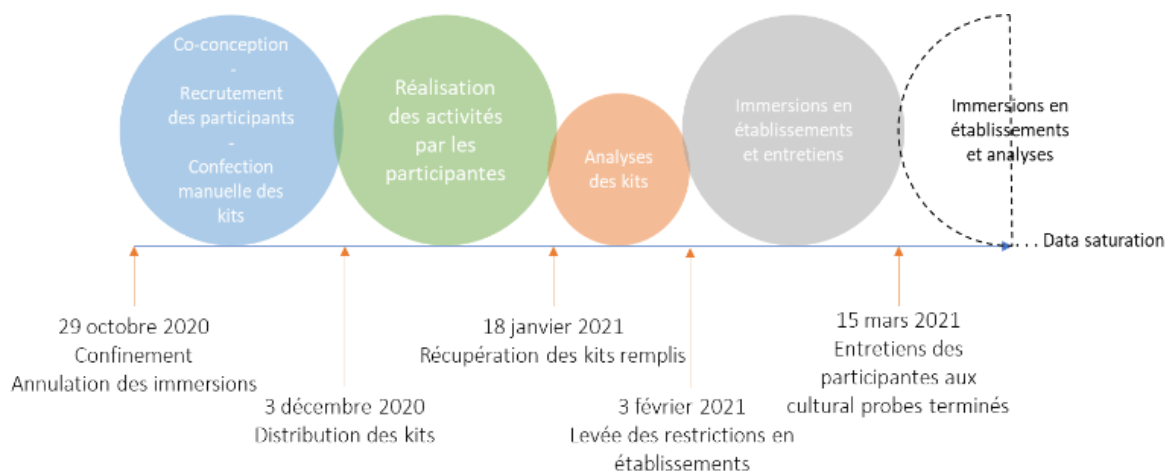 Co-conception
-
Recrutement
des participants
-
Confection
manuelle des
kits
Réalisation
des activités
par les
participantes
Analyses
des kits
Immersions en
établissements
et entretiens
Immersions en
établissements
et analyses
. . . Data saturation
29 octobre 2020
Confinement
Annulation des immersions
3 décembre 2020
Distribution des kits
18 janvier 2021
Récupération des kits remplis
3 février 2021
Levée des restrictions en
établissements
15 mars 2021
Entretiens des
participantes aux
cultural probes terminés